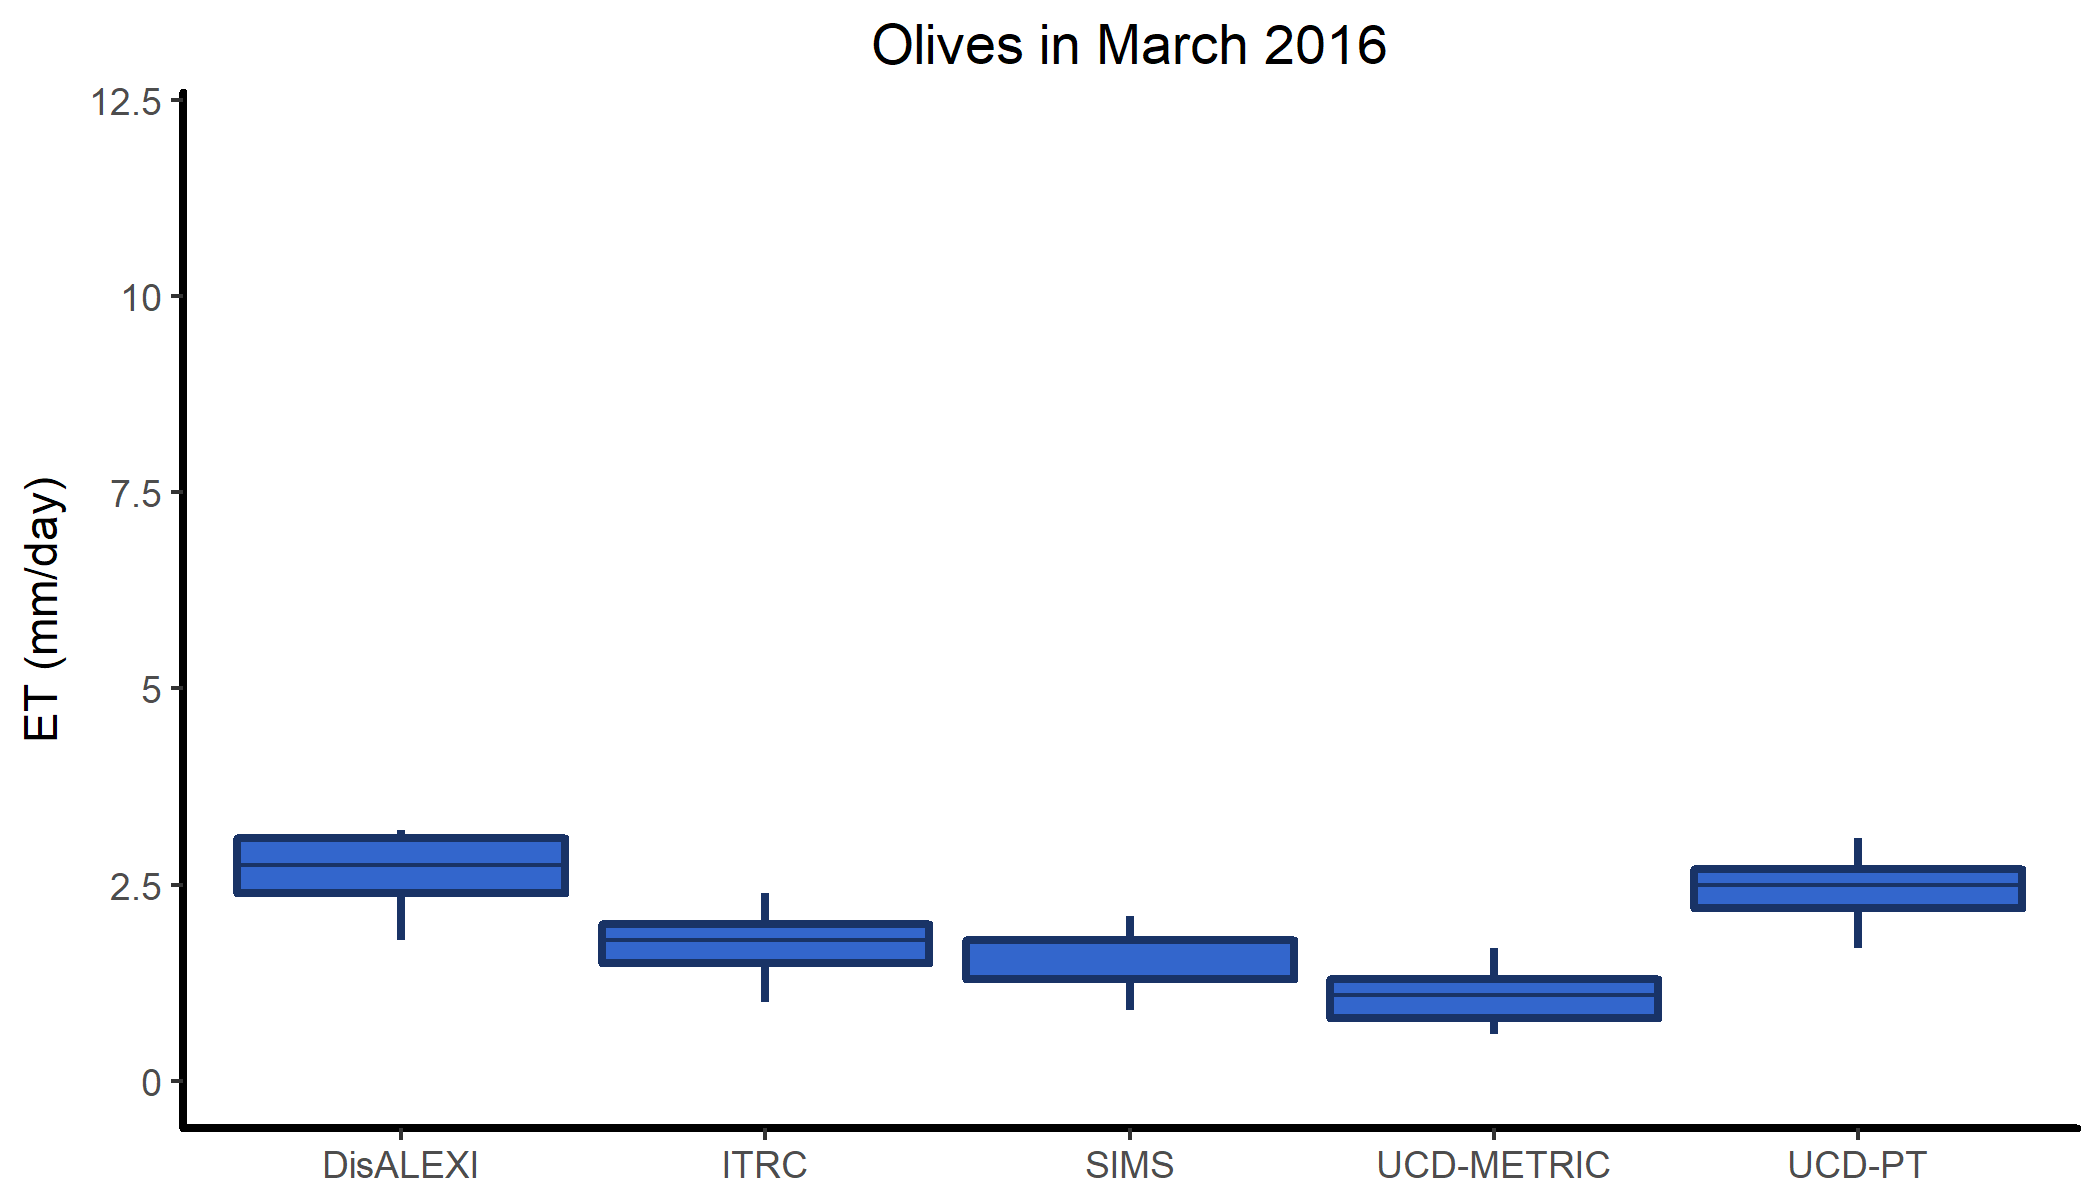 Olives in March 2016
12.5
10
7.5
5
2.5
0
ET (mm/day)
DisALEXI ITRC SIMS UCD-METRIC UCD-PT